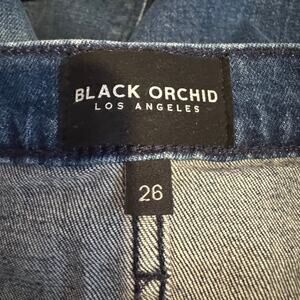 BLACK ORCHID
LOS ANGELES
26